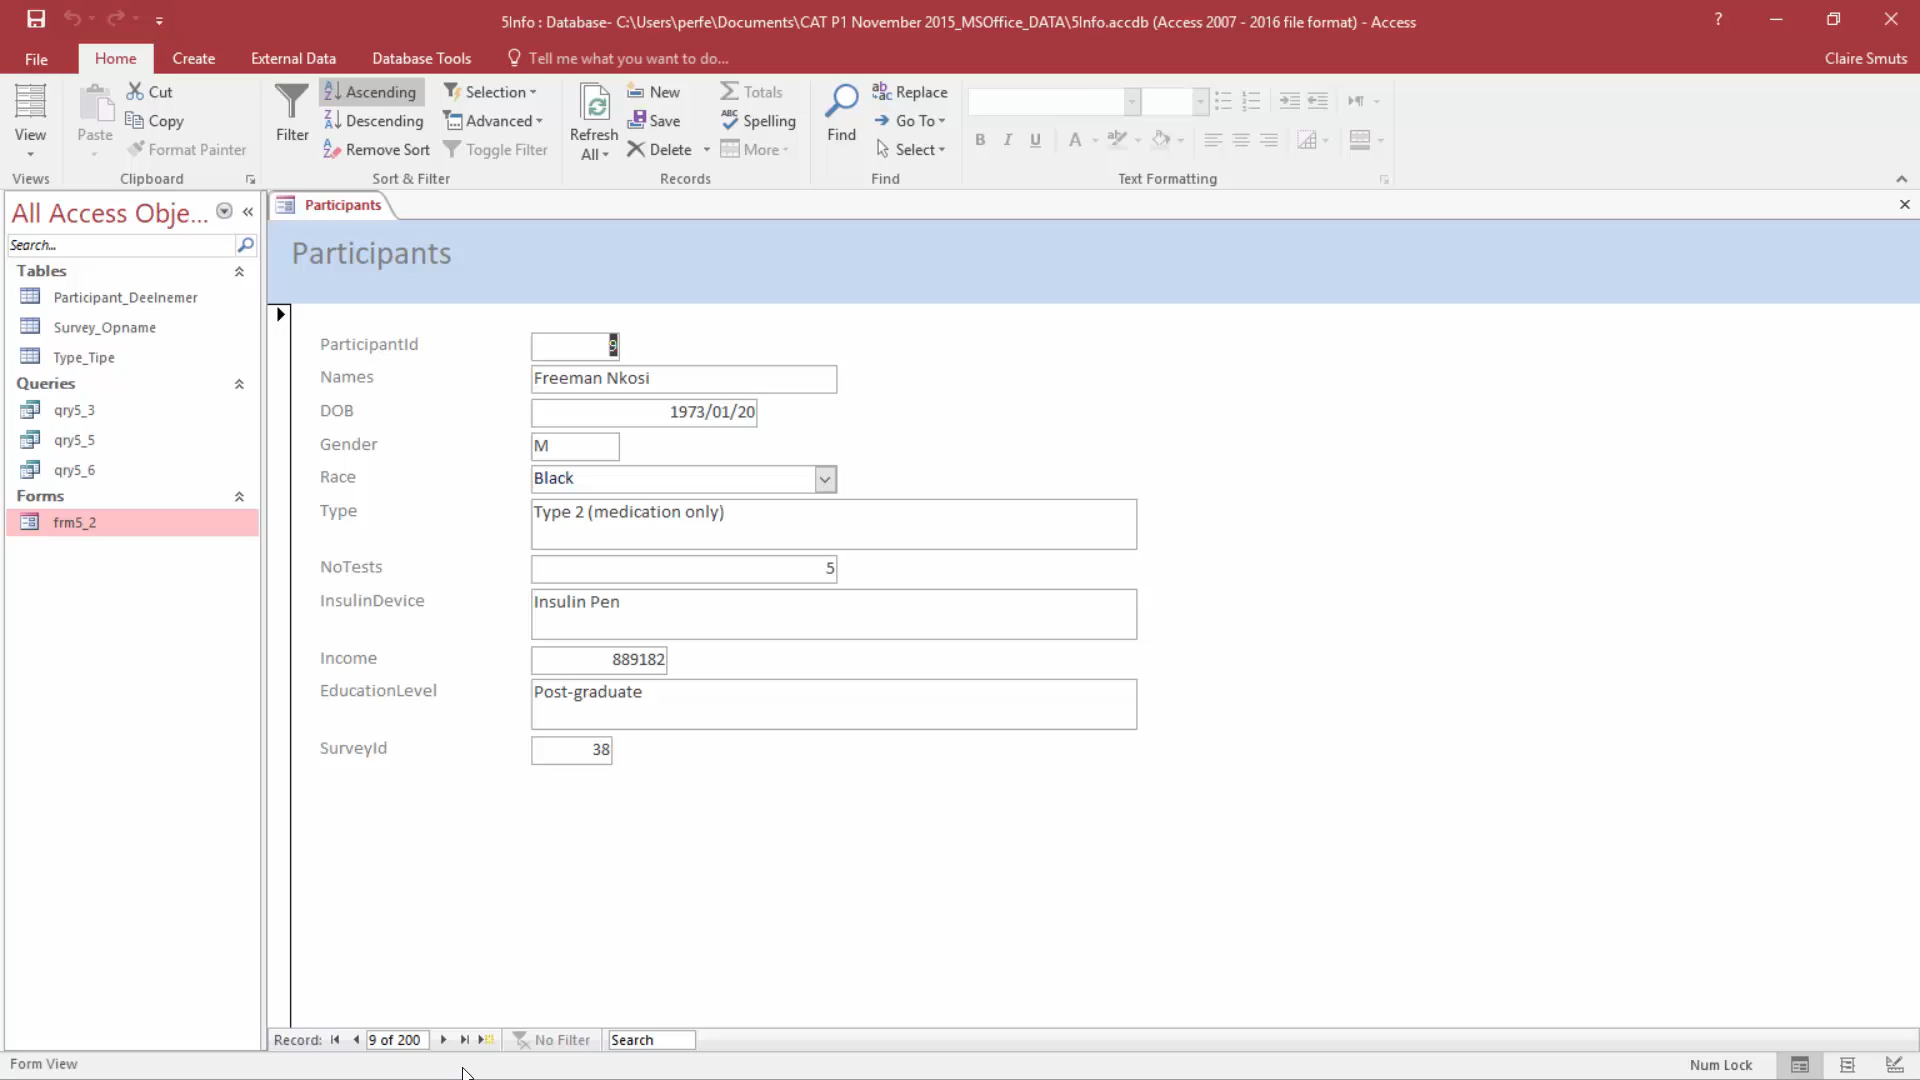 5Info : Database- C:\Users\perfe\Documents\CAT P1 November 2015_MSOffice_DATA\5Info.accdb (Access 2007 - 2016 file format) - Access
?
File
Home
Create
External Data
Database Tools
Tell me what you want to do...
Claire Smuts
View
Views
Paste
Cut
Copy
Format Painter
Clipboard
Filter
Ascending
Descending
Remove Sort
Selection
Advanced
Toggle Filter
Sort & Filter
Refresh
All
New
Save
Delete
Totals
Spelling
More
Records
Find
Replace
Go To
Select
Find
B I U A
Text Formatting
All Access Obje...
Search...
Tables
Participant_Deelnemer
Survey_Opname
Type_Tipe
Queries
qry5_3
qry5_5
qry5_6
Forms
frm5_2
Participants
Participants
ParticipantId 9
Names Freeman Nkosi
DOB 1973/01/20
Gender M
Race Black
Type Type 2 (medication only)
NoTests 5
InsulinDevice Insulin Pen
Income 889182
EducationLevel Post-graduate
SurveyId 38
Record: 9 of 200 No Filter Search
Form View
Num Lock